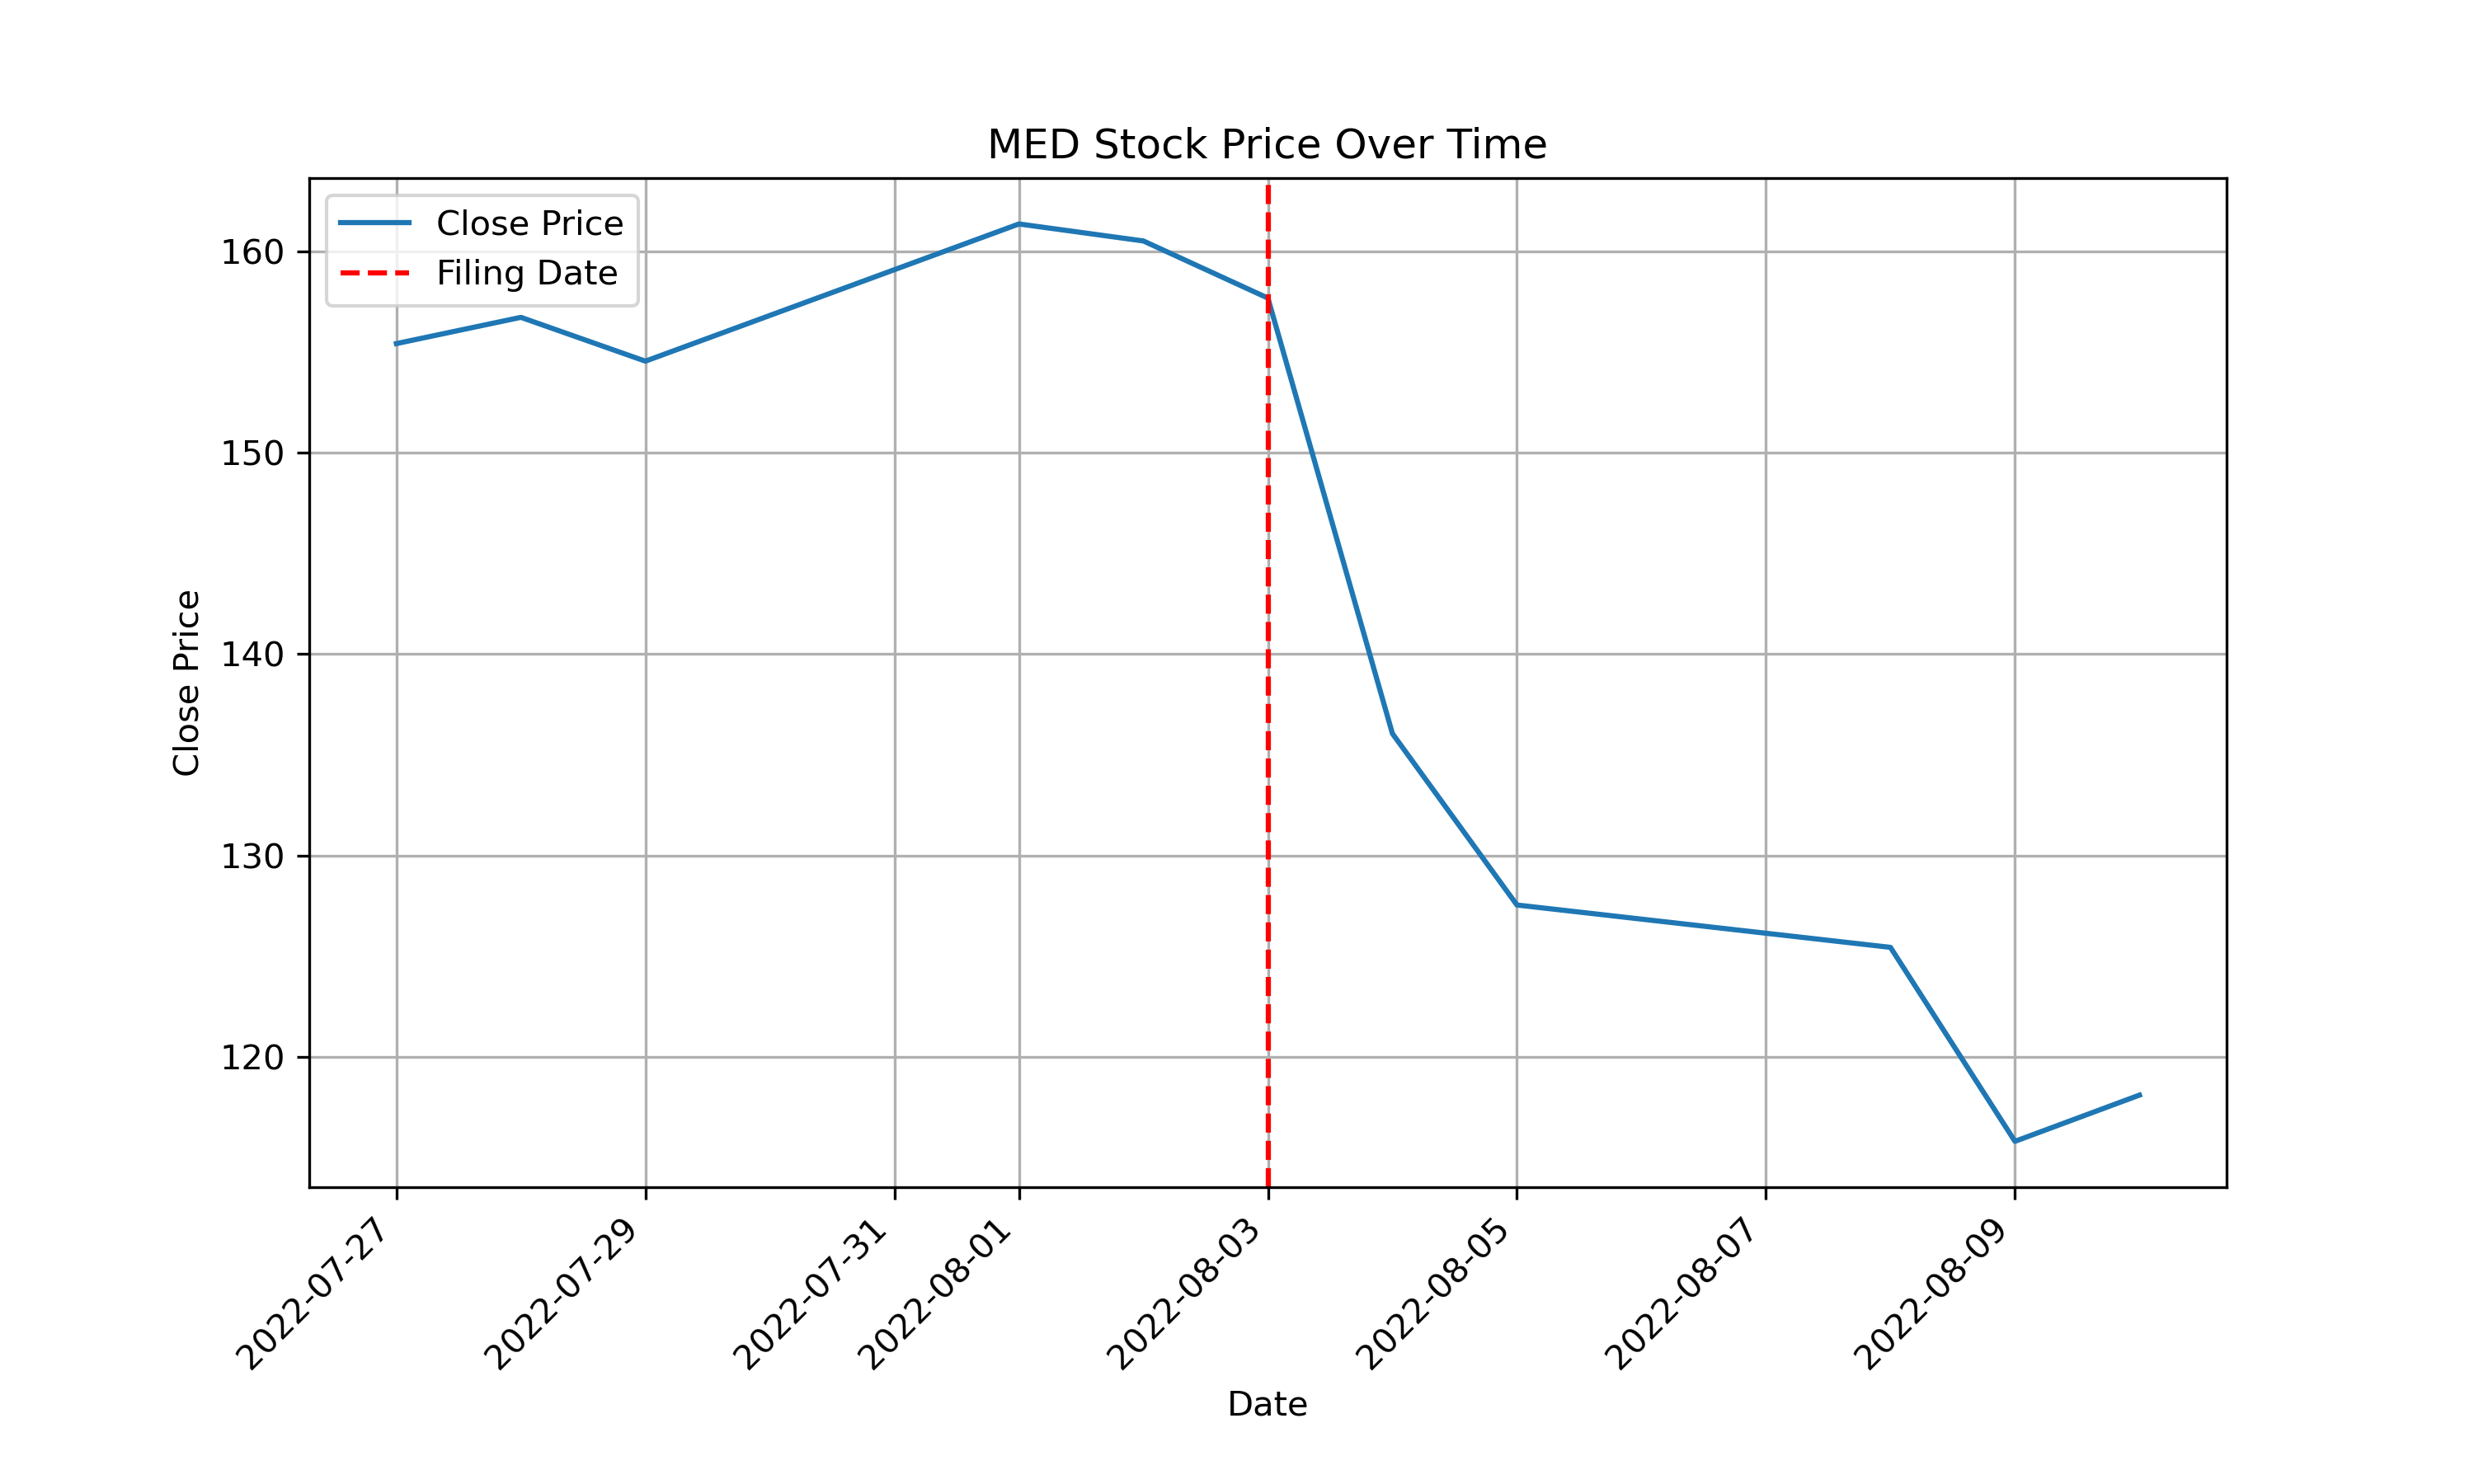 MED Stock Price Over Time
Close Price
Filing Date
160
150
140
130
120
Close Price
2022-07-27
2022-07-29
2022-07-31
2022-08-01
2022-08-03
2022-08-05
2022-08-07
2022-08-09
Date